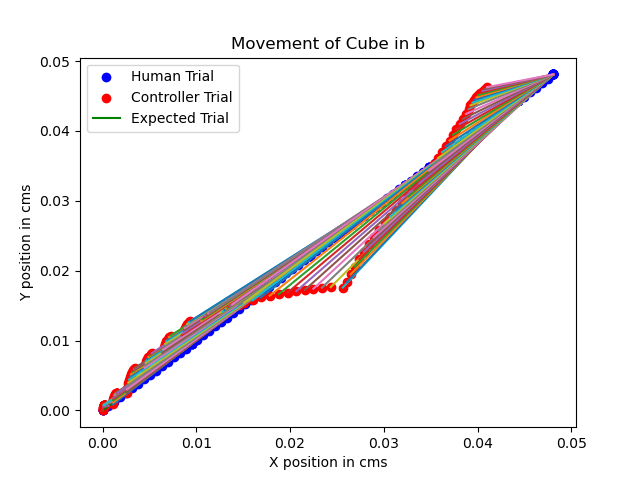 Movement of Cube in b
Human Trial
Controller Trial
Expected Trial
Y position in cms
0.05
0.04
0.03
0.02
0.01
0.00
0.00 0.01 0.02 0.03 0.04 0.05
X position in cms